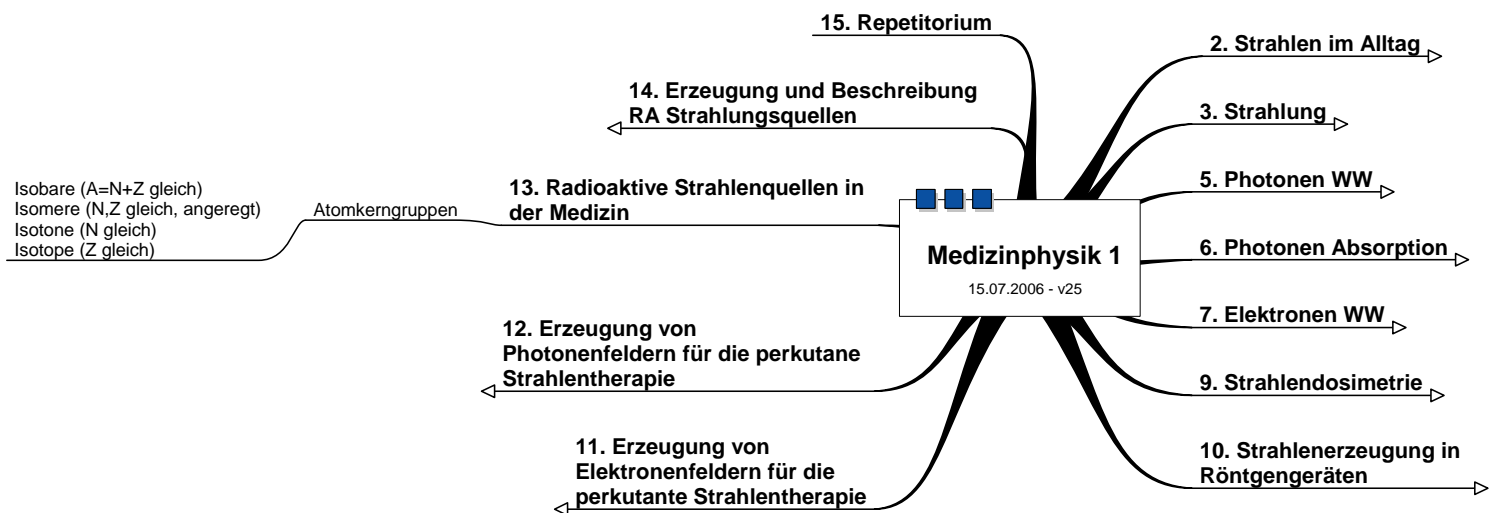 15. Repetitorium
2. Strahlen im Alltag
14. Erzeugung und Beschreibung
RA Strahlungsquellen
3. Strahlung
Isobare (A=N+Z gleich)
Isomere (N,Z gleich, angeregt)
Isotone (N gleich)
Isotope (Z gleich)
Atomkerngruppen
13. Radioaktive Strahlenquellen in
der Medizin
5. Photonen WW
Medizinphysik 1
15.07.2006 - v25
6. Photonen Absorption
7. Elektronen WW
12. Erzeugung von
Photonenfeldern für die perkutane
Strahlentherapie
9. Strahlendosimetrie
11. Erzeugung von
Elektronenfeldern für die
perkutante Strahlentherapie
10. Strahlenerzeugung in
Röntgengeräten